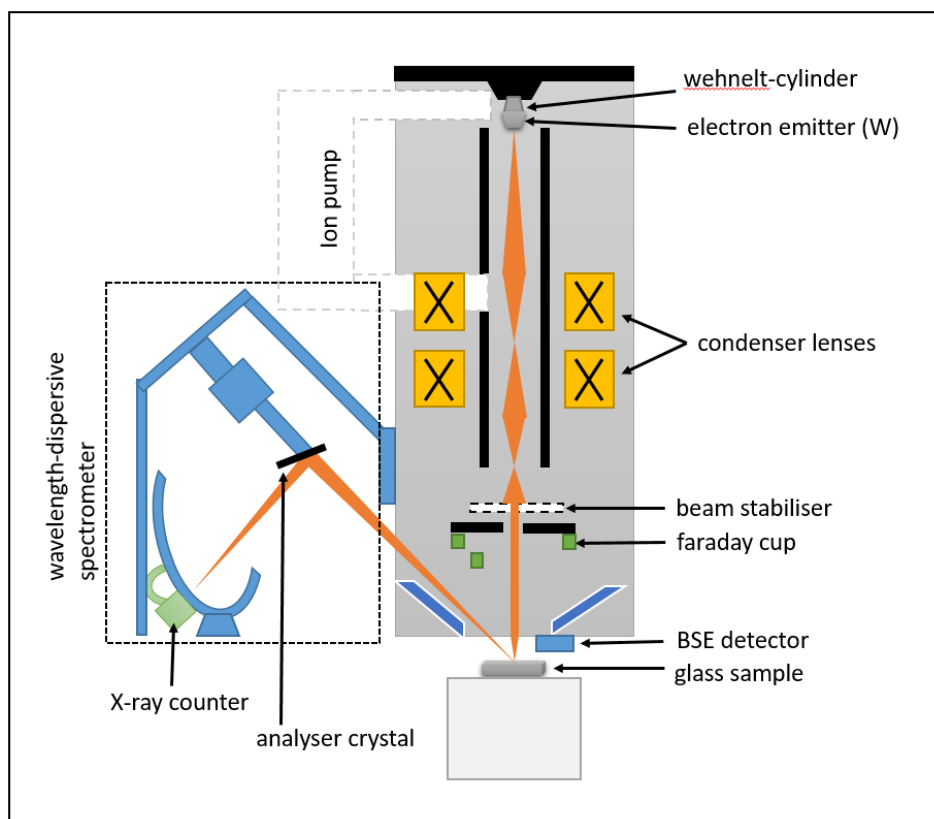 wehnelt-cylinder
electron emitter (W)
Ion pump
condenser lenses
wavelength-dispersive
spectrometer
beam stabiliser
faraday cup
BSE detector
glass sample
X-ray counter
analyser crystal